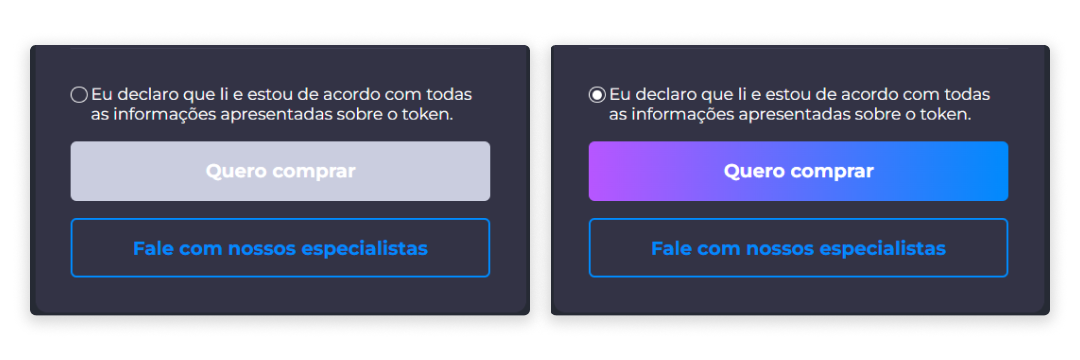 Eu declaro que li e estou de acordo com todas
as informações apresentadas sobre o token.
Quero comprar
Fale com nossos especialistas
Eu declaro que li e estou de acordo com todas
as informações apresentadas sobre o token.
Quero comprar
Fale com nossos especialistas